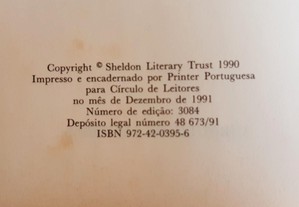 Copyright © Sheldon Literary Trust 1990
Impresso e encadernado por Printer Portuguesa
para Círculo de Leitores
no mês de Dezembro de 1991
Número de edição: 3084
Depósito legal número 48 673/91
ISBN 972-42-0395-6